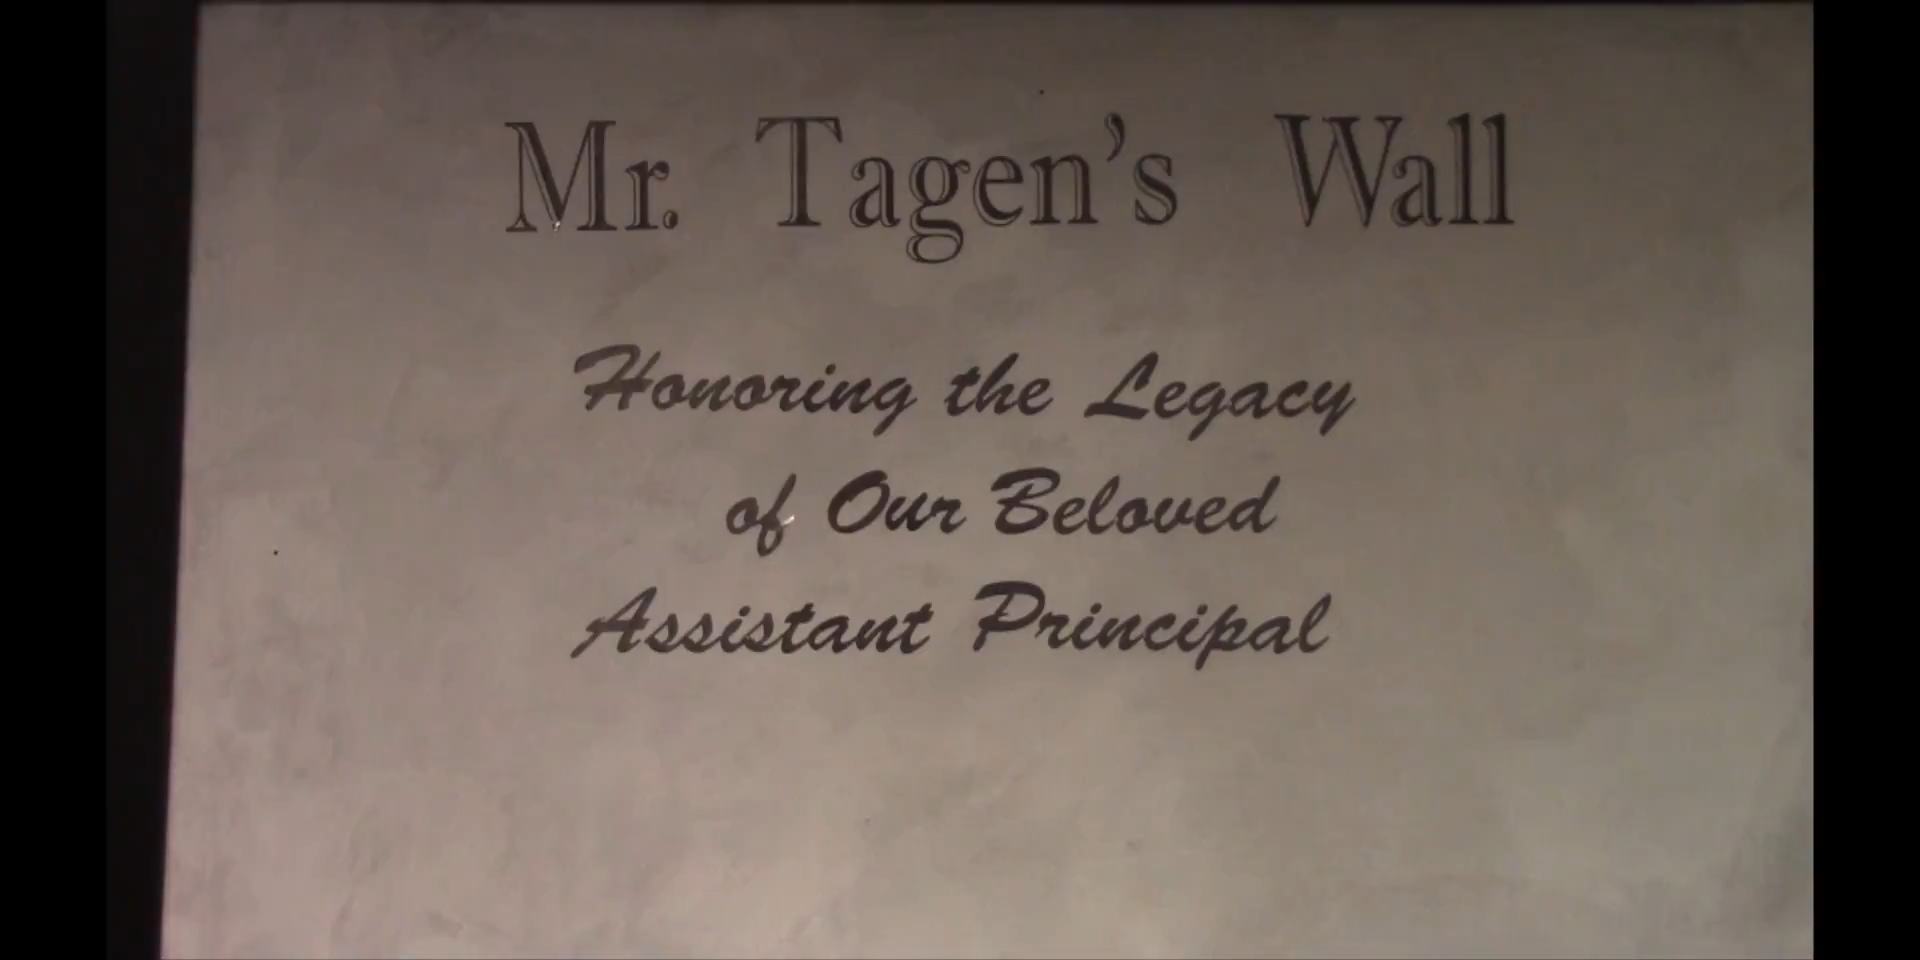 Mr. Tagen's Wall
Honoring the Legacy
of Our Beloved
Assistant Principal